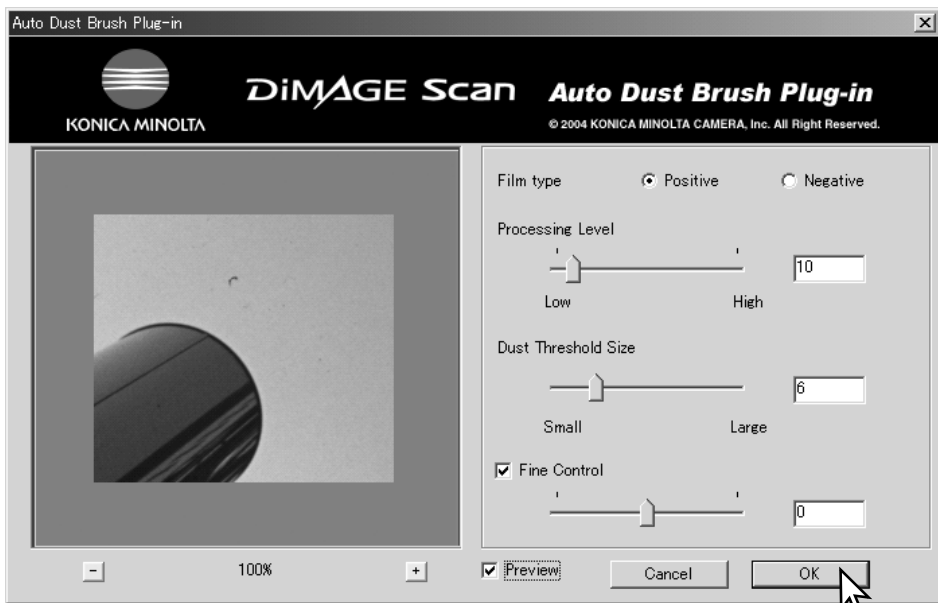 Auto Dust Brush Plug-in
KONICA MINOLTA
DiMAGE Scan
Auto Dust Brush Plug-in
© 2004 KONICA MINOLTA CAMERA, Inc. All Right Reserved.
Film type Positive Negative
Processing Level
10
Low High
Dust Threshold Size
6
Small Large
Fine Control
0
- 100% + Preview Cancel OK